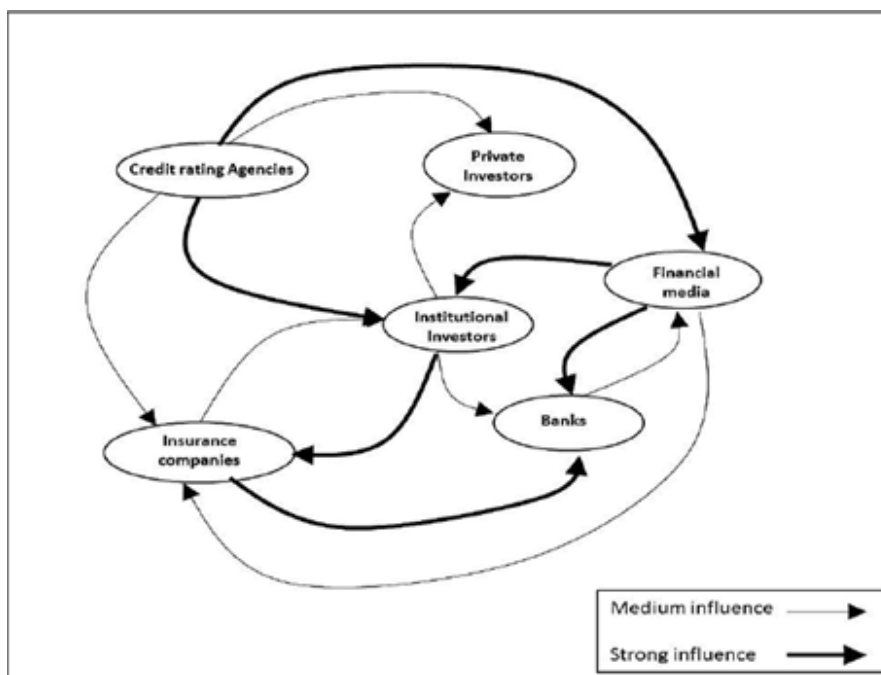 Credit rating Agencies
Private
Investors
Financial
media
Institutional
Investors
Banks
Insurance
companies
Medium influence
Strong influence